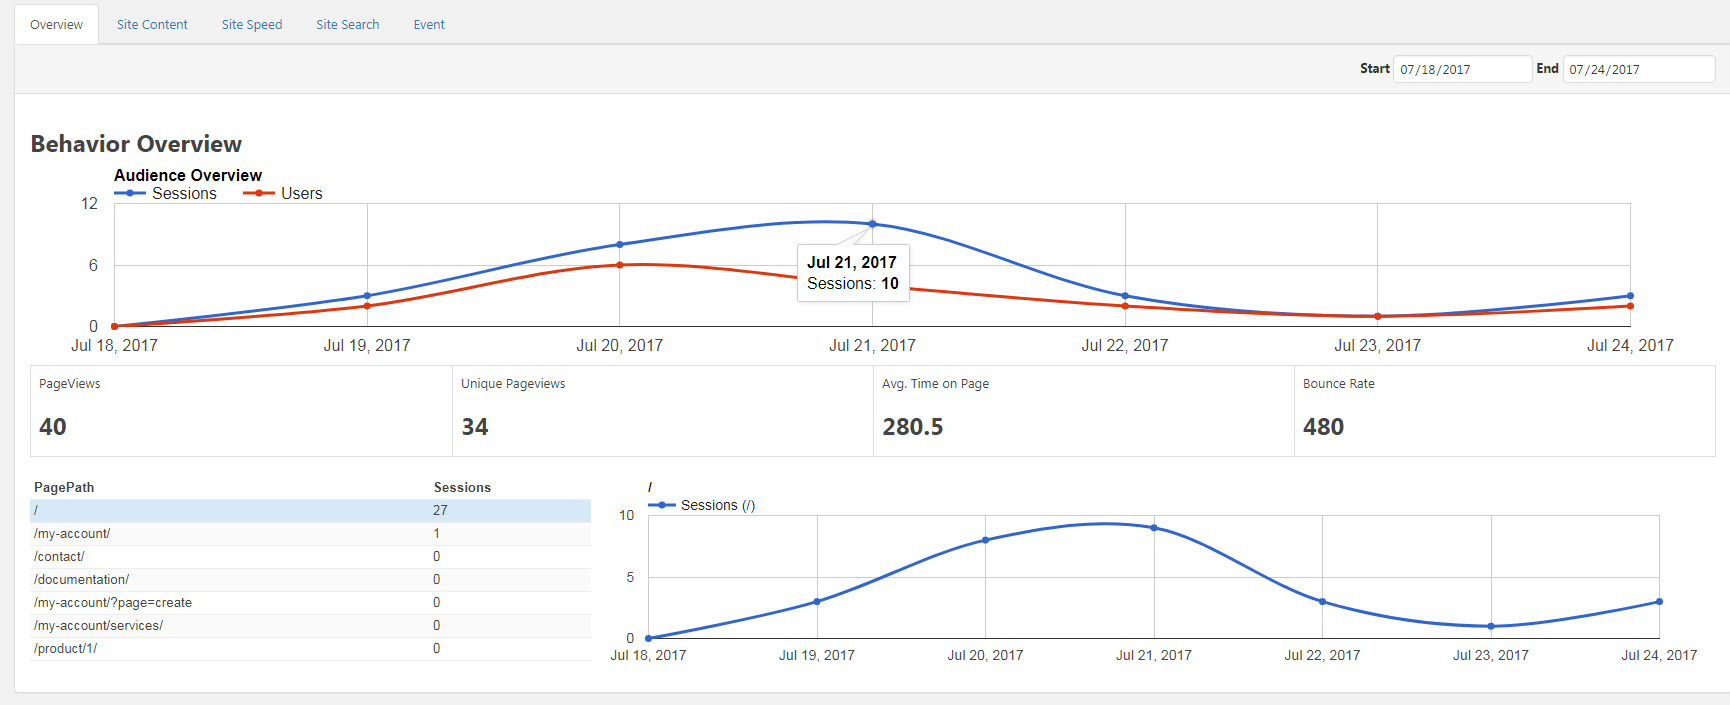 Overview Site Content Site Speed Site Search Event
Start 07/18/2017 End 07/24/2017
Behavior Overview
Audience Overview
Sessions Users
12
6
0
Jul 21, 2017
Sessions: 10
Jul 18, 2017 Jul 19, 2017 Jul 20, 2017 Jul 21, 2017 Jul 22, 2017 Jul 23, 2017 Jul 24, 2017
PageViews Unique Pageviews Avg. Time on Page Bounce Rate
40 34 280.5 480
PagePath Sessions
/ 27
/my-account/ 1
/contact/ 0
/documentation/ 0
/my-account/?page=create 0
/my-account/services/ 0
/product/1/ 0
/
Sessions (/)
10
5
0
Jul 18, 2017 Jul 19, 2017 Jul 20, 2017 Jul 21, 2017 Jul 22, 2017 Jul 23, 2017 Jul 24, 2017